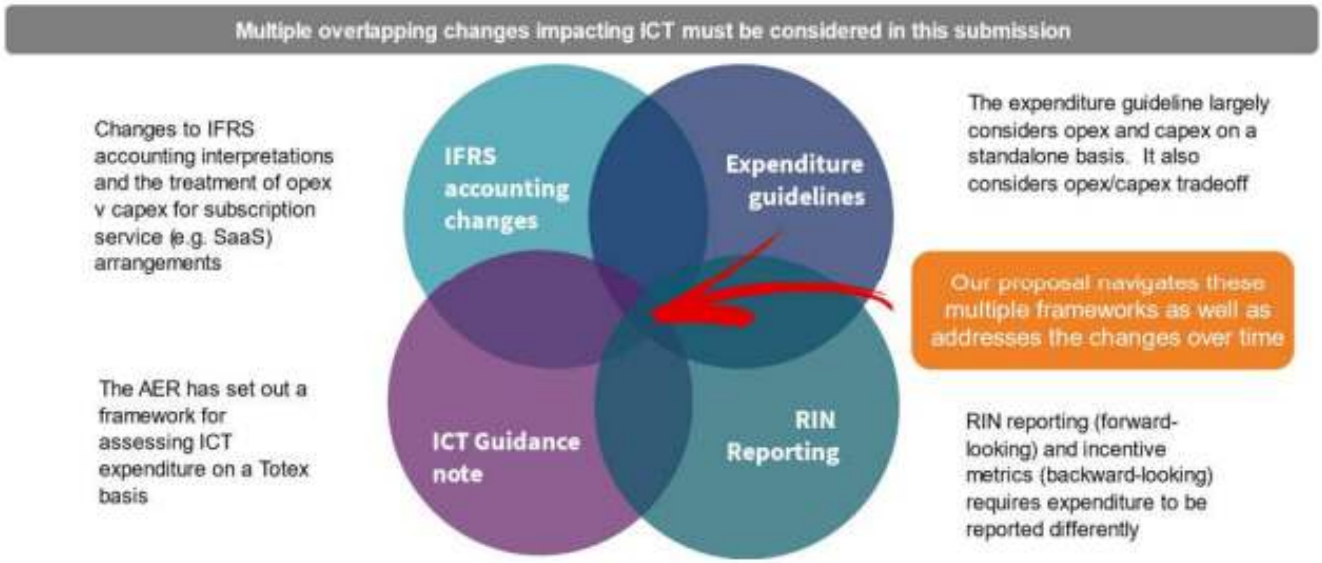 Multiple overlapping changes impacting ICT must be considered in this submission
Changes to IFRS
accounting interpretations
and the treatment of opex
v capex for subscription
service (e.g. SaaS)
arrangements
IFRS
accounting
changes
Expenditure
guidelines
The expenditure guideline largely
considers opex and capex on a
standalone basis. It also
considers opex/capex tradeoff
Our proposal navigates these
multiple frameworks as well as
addresses the changes over time
The AER has set out a
framework for
assessing ICT
expenditure on a Totex
basis
ICT Guidance
note
RIN
Reporting
RIN reporting (forward-
looking) and incentive
metrics (backward-looking)
requires expenditure to be
reported differently